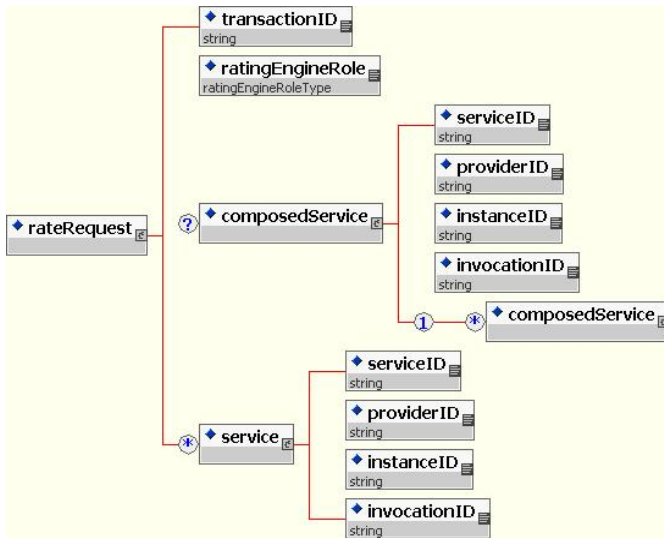 transactionID
string
ratingEngineRole
ratingEngineRoleType
serviceID
string
providerID
string
rateRequest
?
composedService
instanceID
string
invocationID
string
1
*
composedService
serviceID
string
providerID
string
*
service
instanceID
string
invocationID
string